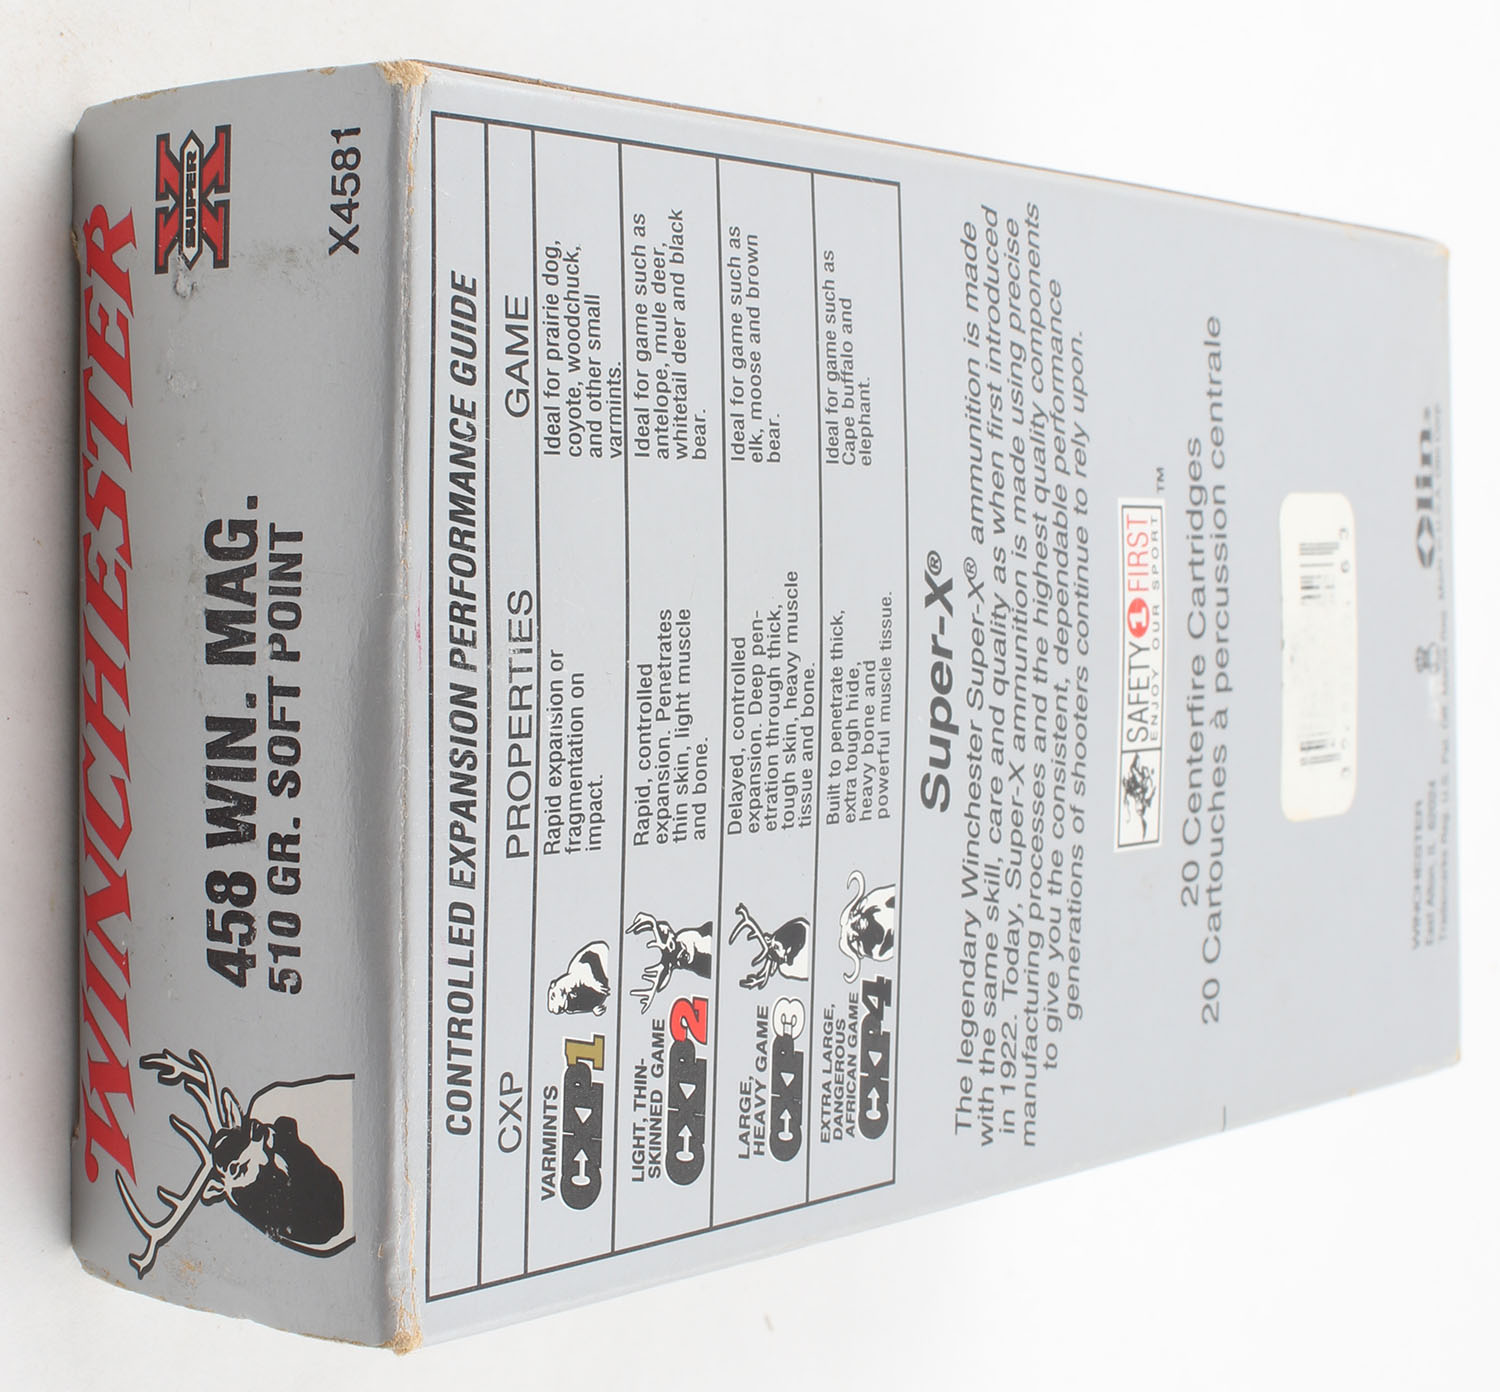 WINCHESTER
SUPER X
458 WIN. MAG.
510 GR. SOFT POINT
X4581
CONTROLLED EXPANSION PERFORMANCE GUIDE
CXP PROPERTIES GAME
VARMINTS
CXP1
Rapid expansion or
fragmentation on
impact.
Ideal for prairie dog,
coyote, woodchuck,
and other small
varmints.
LIGHT, THIN-
SKINNED GAME
CXP2
Rapid, controlled
expansion. Penetrates
thin skin, light muscle
and bone.
Ideal for game such as
antelope, mule deer,
whitetail deer and black
bear.
LARGE,
HEAVY GAME
CXP3
Delayed, controlled
expansion. Deep pen-
etration through thick,
tough skin, heavy muscle
tissue and bone.
Ideal for game such as
elk, moose and brown
bear.
EXTRA LARGE,
DANGEROUS
AFRICAN GAME
CXP4
Built to penetrate thick,
extra tough hide,
heavy bone and
powerful muscle tissue.
Ideal for game such as
Cape buffalo and
elephant.
Super-X®
The legendary Winchester Super-X® ammunition is made
with the same skill, care and quality as when first introduced
in 1922. Today, Super-X ammunition is made using precise
manufacturing processes and the highest quality components
to give you the consistent, dependable performance
generations of shooters continue to rely upon.
SAFETY 1 FIRST
ENJOY OUR SPORT ™
20 Centerfire Cartridges
20 Cartouches à percussion centrale
WINCHESTER
East Alton, IL 62024
Olin